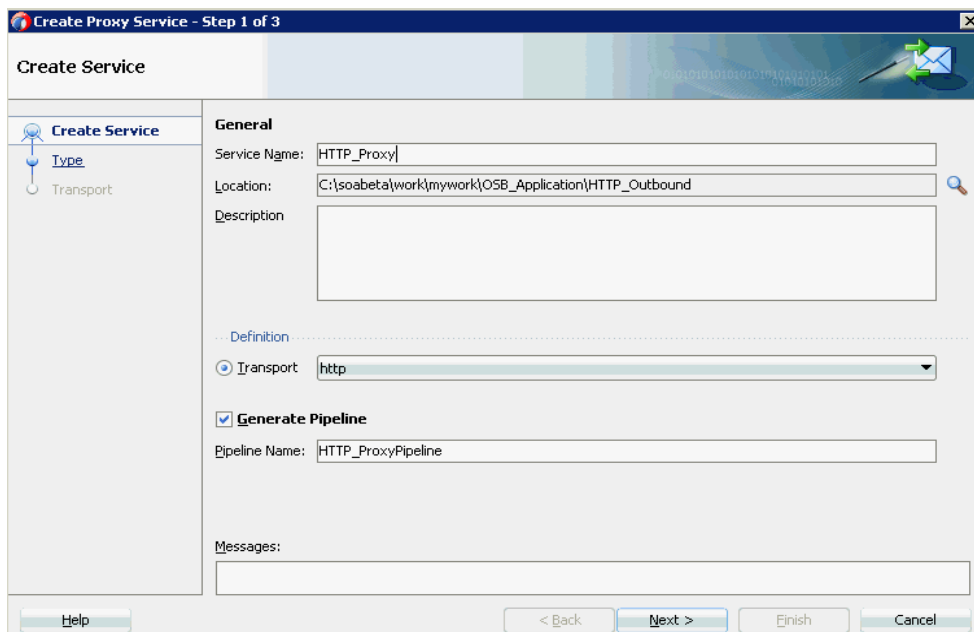 Create Proxy Service - Step 1 of 3
Create Service
Create Service
Type
Transport
General
Service Name: HTTP_Proxy
Location: C:\soabeta\work\mywork\OSB_Application\HTTP_Outbound
Description
Definition
Transport http
Generate Pipeline
Pipeline Name: HTTP_ProxyPipeline
Messages:
Help < Back Next > Finish Cancel